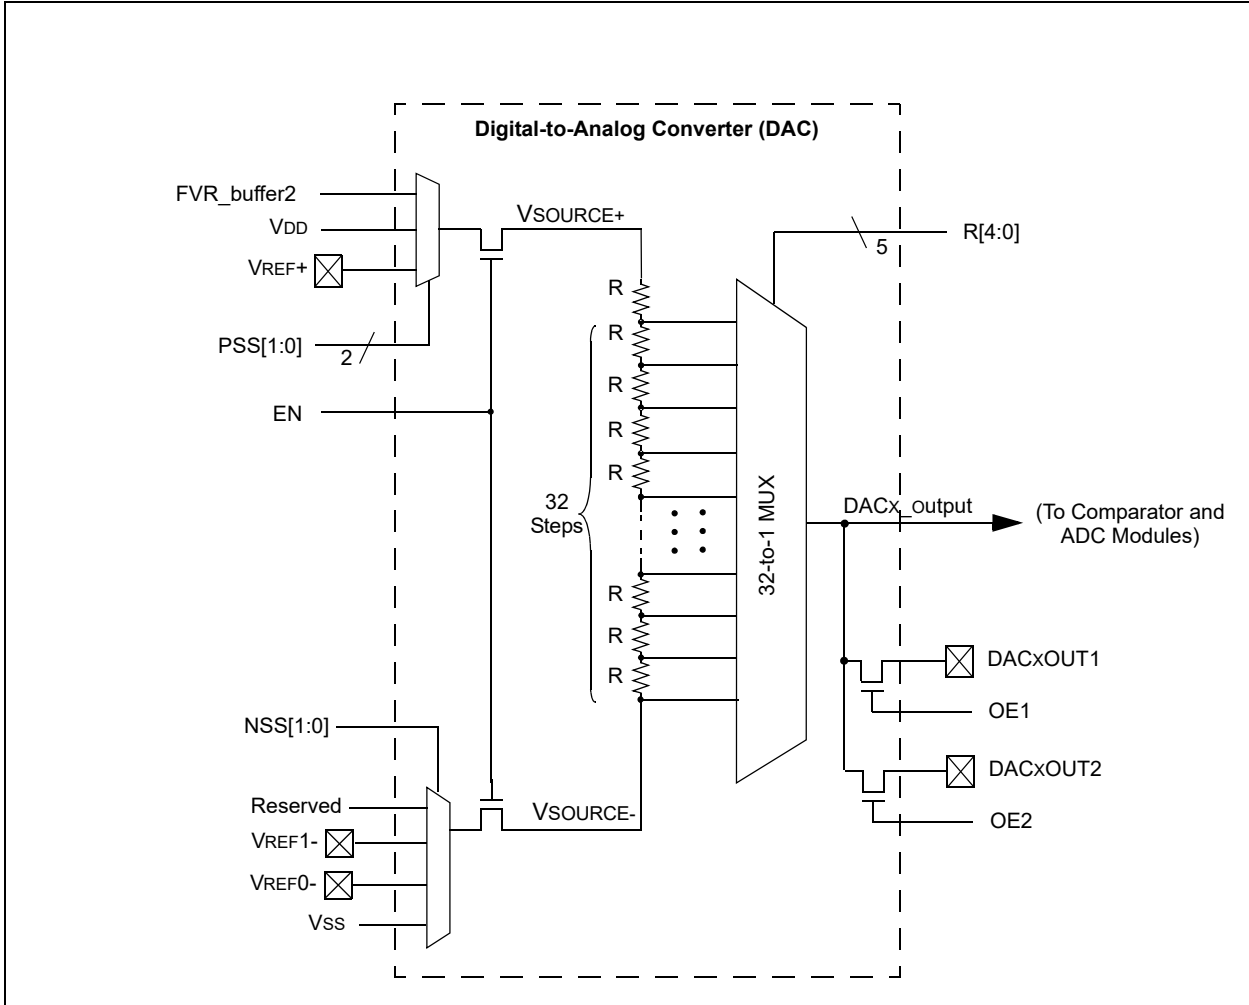 Digital-to-Analog Converter (DAC)
FVR_buffer2
VDD
VREF+
PSS[1:0]
2
EN
VSOURCE+
R[4:0]
5
R
R
R
R
R
32
Steps
R
R
R
32-to-1 MUX
DACX_Output
(To Comparator and
ADC Modules)
DACXOUT1
OE1
DACXOUT2
OE2
NSS[1:0]
Reserved
VREF1-
VREF0-
VSS
VSOURCE-